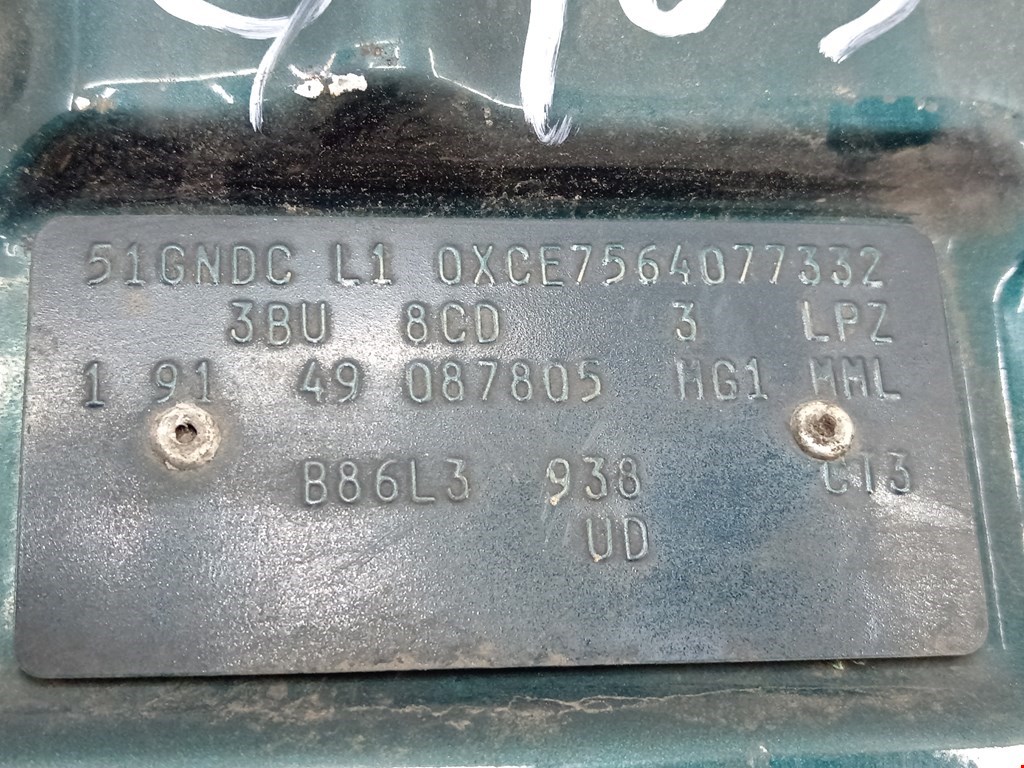 51GNDC L1 0XCE7564077332
3BU 8CD 3 LPZ
1 91 49 087805 MG1 MML
B86L3 938 CT3
UD